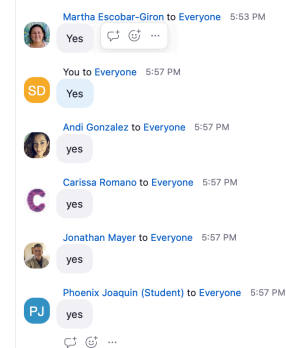 Martha Escobar-Giron to Everyone 5:53 PM
Yes
You to Everyone 5:57 PM
SD
Yes
Andi Gonzalez to Everyone 5:57 PM
yes
Carissa Romano to Everyone 5:57 PM
C
yes
Jonathan Mayer to Everyone 5:57 PM
yes
Phoenix Joaquin (Student) to Everyone 5:57 PM
PJ
yes